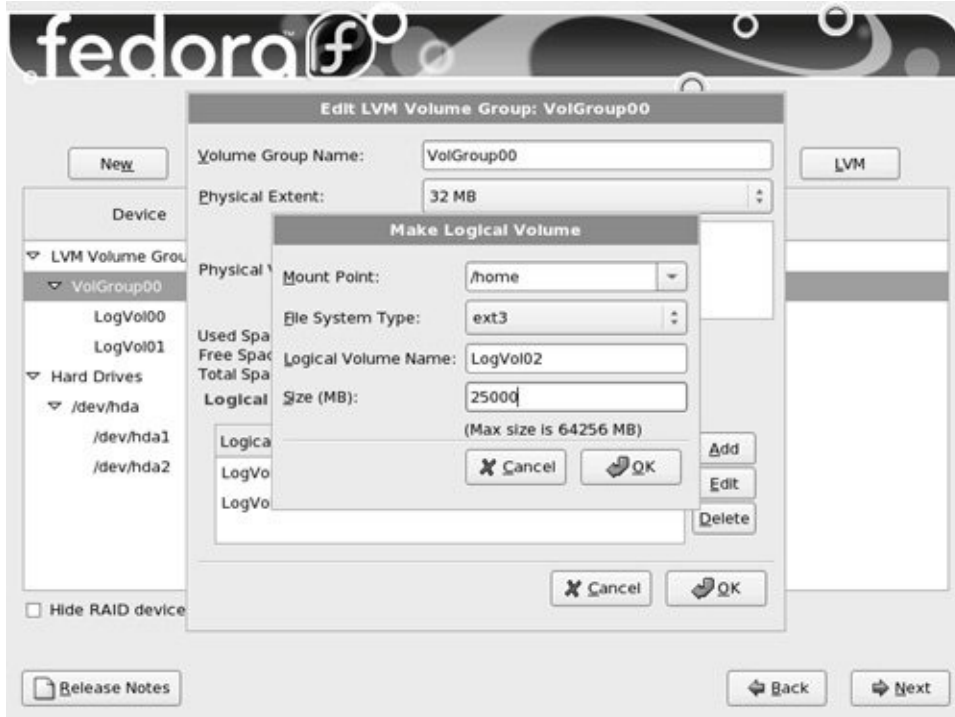 fedora
Edit LVM Volume Group: VolGroup00
New
LVM
Volume Group Name:
VolGroup00
Physical Extent:
32 MB
Device
LVM Volume Grou
VolGroup00
LogVol00
LogVol01
Hard Drives
/dev/hda
/dev/hda1
/dev/hda2
Physical
Used Spa
Free Spac
Total Spa
Logical
Logica
LogVo
LogVo
Make Logical Volume
Mount Point:
/home
File System Type:
ext3
Logical Volume Name:
LogVol02
Size (MB):
25000
(Max size is 64256 MB)
Cancel
OK
Add
Edit
Delete
Cancel
OK
Hide RAID device
Release Notes
Back
Next